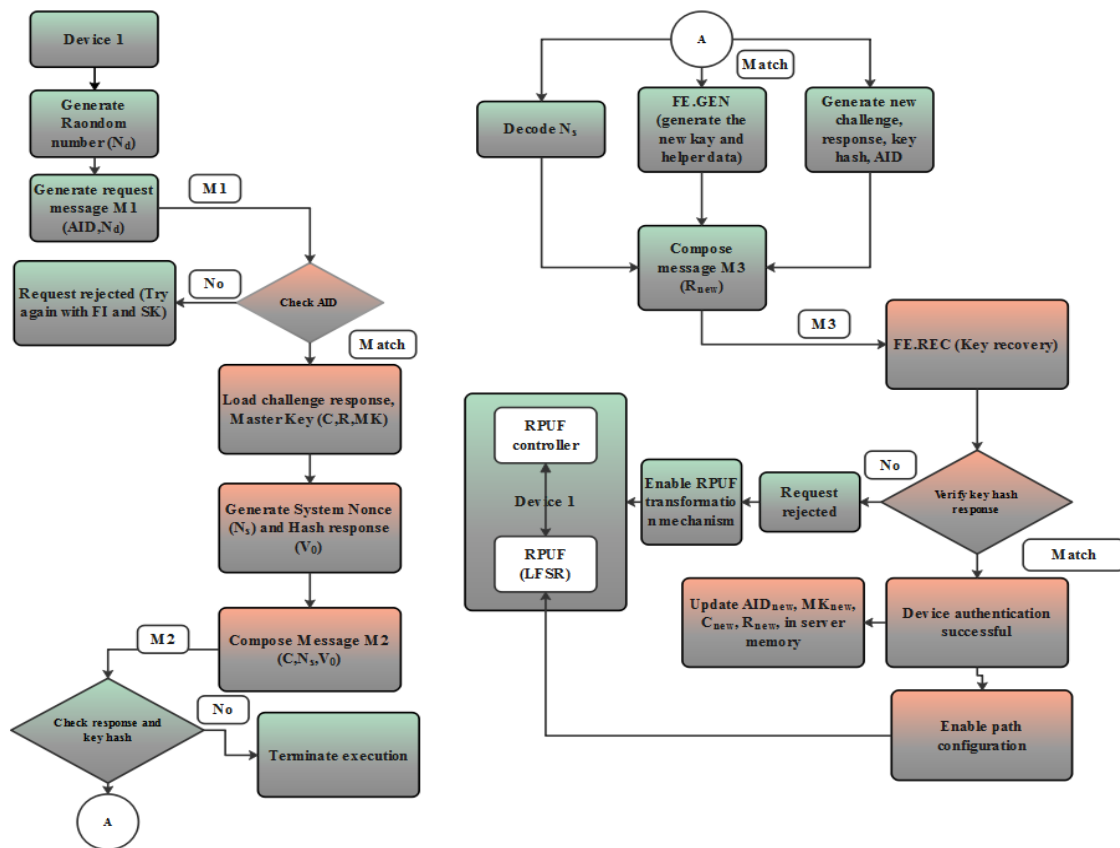 Device 1
Generate
Raondom
number (Nd)
Generate request
message M1
(AID,Nd)
M1
Check AID
No
Request rejected (Try
again with FI and SK)
Match
Load challenge response,
Master Key (C,R,MK)
Generate System Nonce
(Ns) and Hash response
(V0)
Compose Message M2
(C,Ns,V0)
M2
Check response and
key hash
No
Terminate execution
A
A
Match
Decode Ns
FE.GEN
(generate the
new kay and
helper data)
Generate new
challenge,
response, key
hash, AID
Compose
message M3
(Rnew)
M3
FE.REC (Key recovery)
Verify key hash
response
No
Request
rejected
Enable RPUF
transformatio
n mechanism
RPUF
controller
Device 1
RPUF
(LFSR)
Match
Device authentication
successful
Update AIDnew, MKnew,
Cnew, Rnew, in server
memory
Enable path
configuration